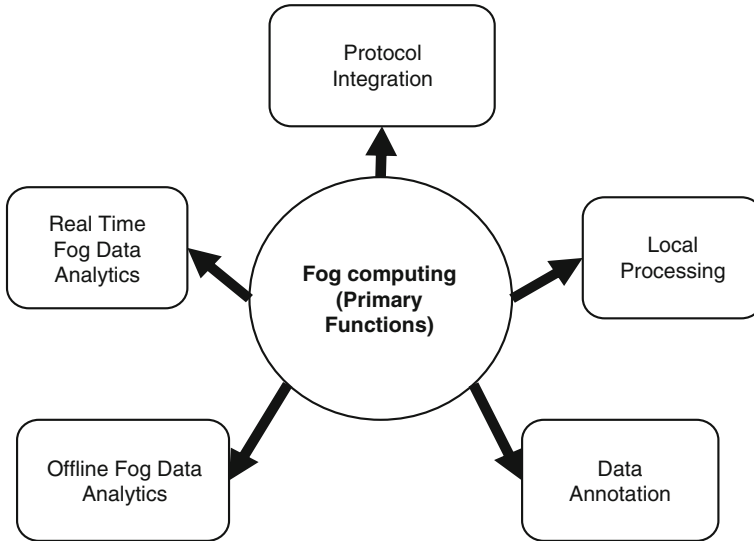 Protocol
Integration
Real Time
Fog Data
Analytics
Local
Processing
Fog computing
(Primary
Functions)
Offline Fog Data
Analytics
Data
Annotation